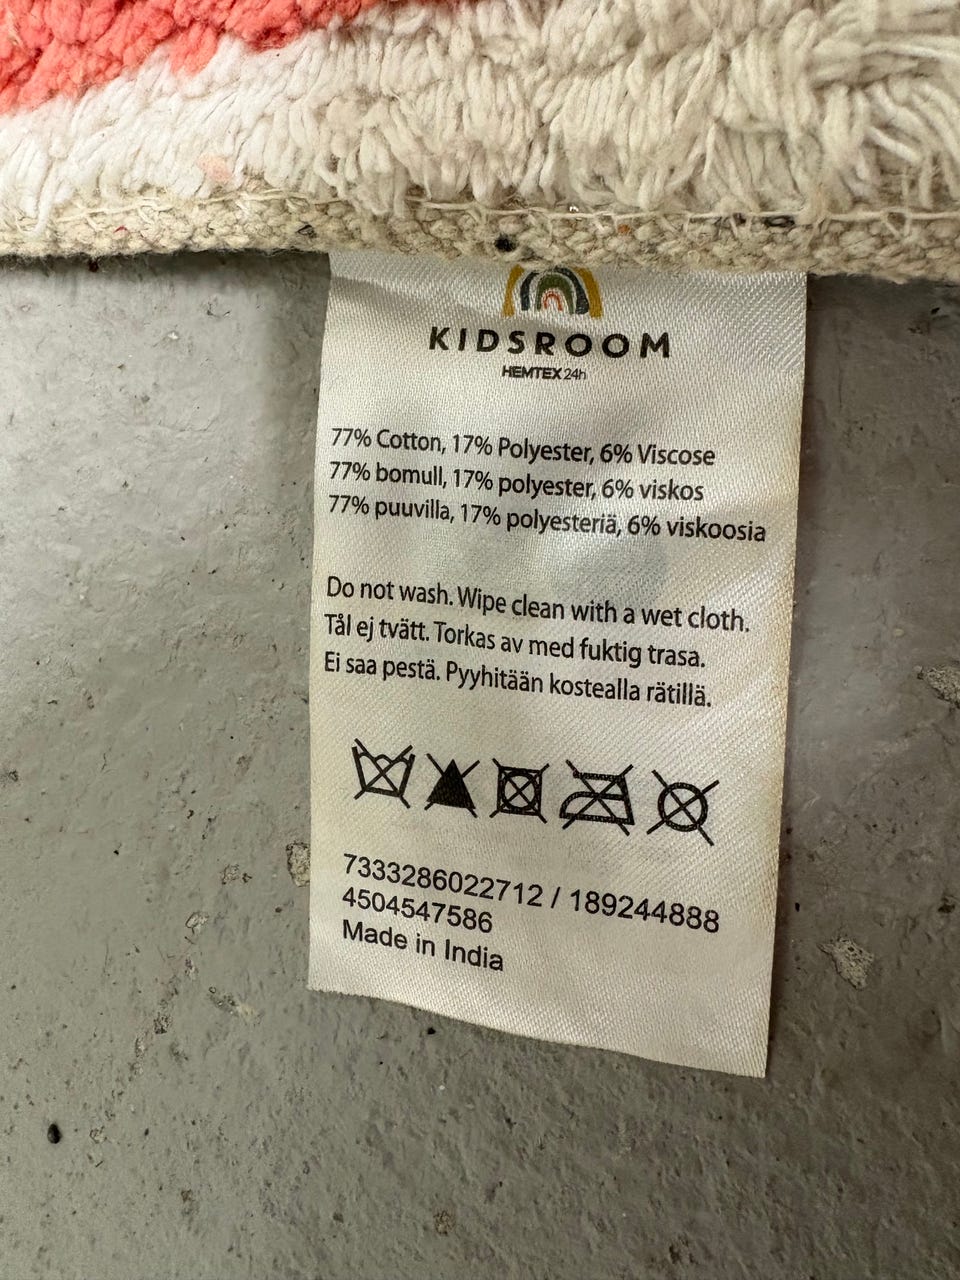 KIDSROOM
HEMTEX 24h
77% Cotton, 17% Polyester, 6% Viscose
77% bomull, 17% polyester, 6% viskos
77% puuvilla, 17% polyesteriä, 6% viskoosia
Do not wash. Wipe clean with a wet cloth.
Tål ej tvätt. Torkas av med fuktig trasa.
Ei saa pestä. Pyyhitään kostealla rätillä.
7333286022712 / 189244888
4504547586
Made in India